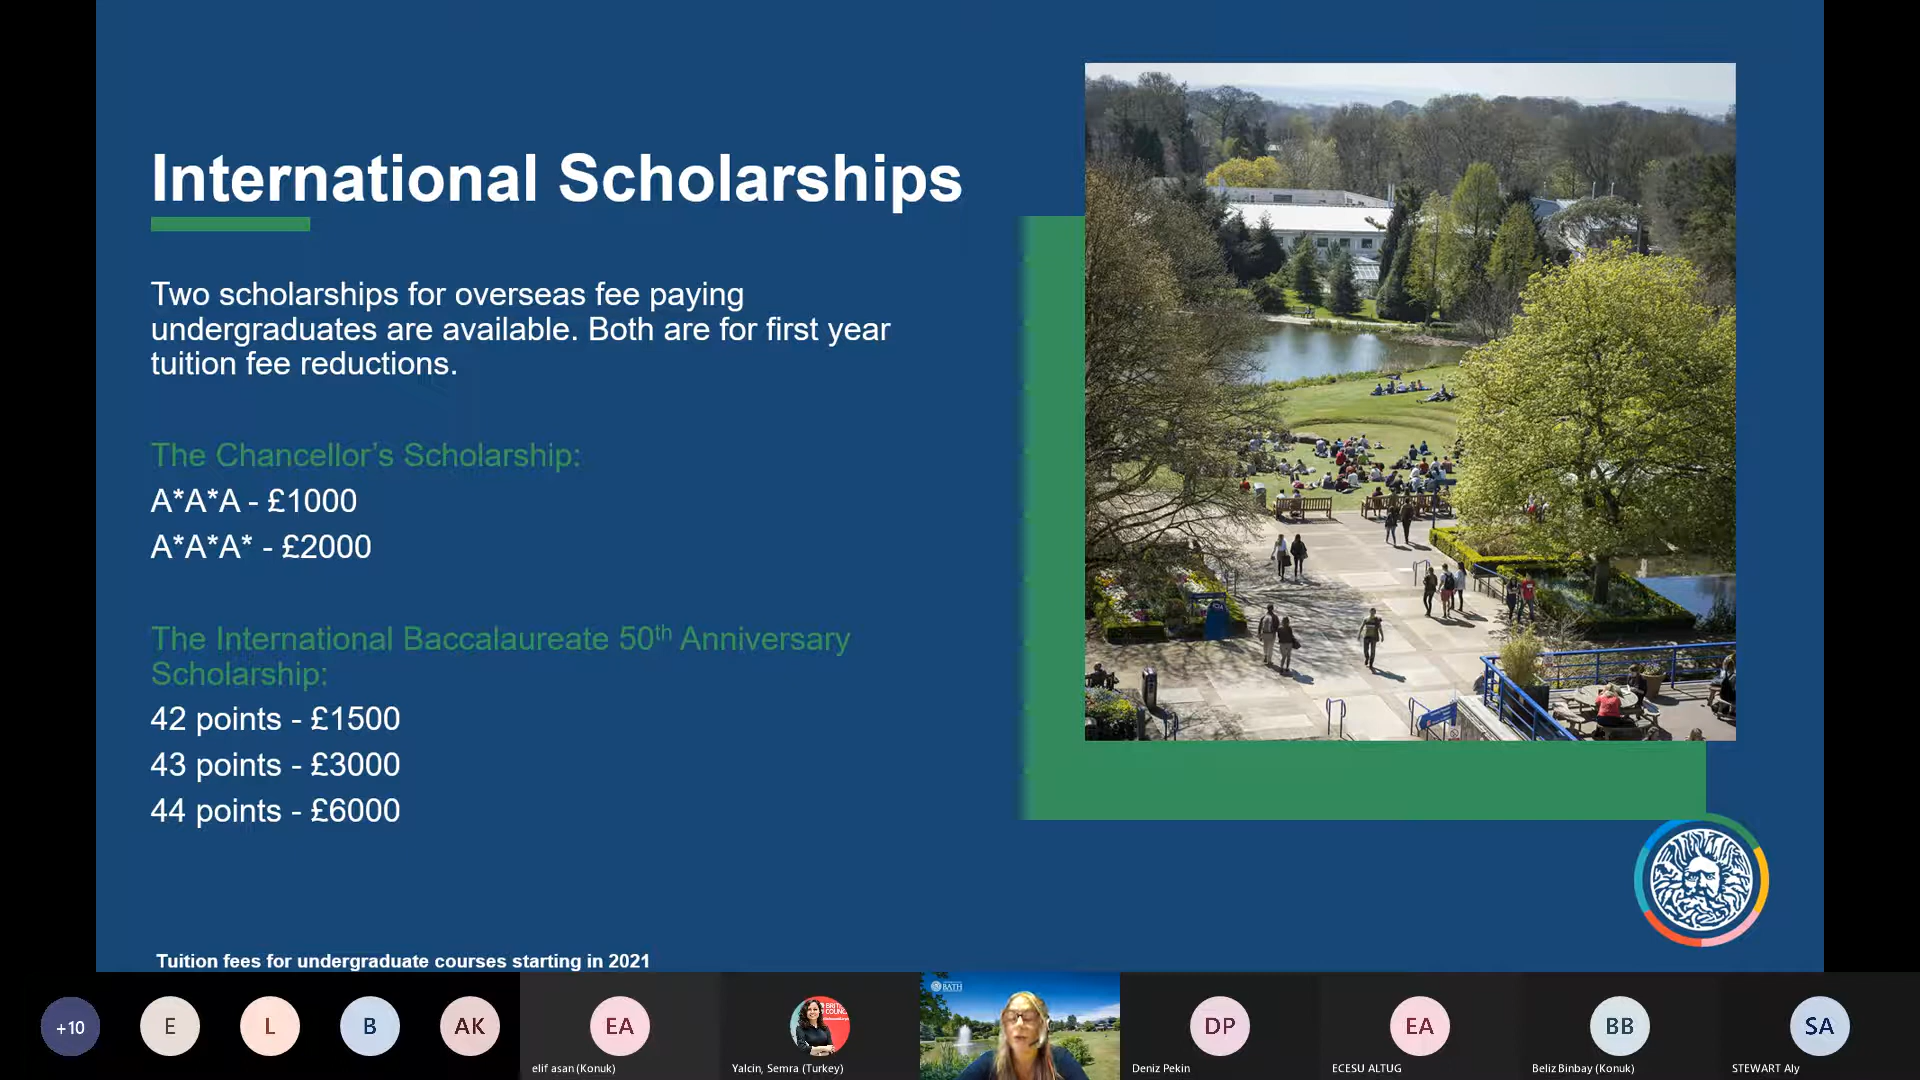 International Scholarships
Two scholarships for overseas fee paying
undergraduates are available. Both are for first year
tuition fee reductions.
The Chancellor’s Scholarship:
A*A*A - £1000
A*A*A* - £2000
The International Baccalaureate 50th Anniversary
Scholarship:
42 points - £1500
43 points - £3000
44 points - £6000
Tuition fees for undergraduate courses starting in 2021
+10
E
L
B
AK
EA
elif asan (Konuk)
Yalcin, Semra (Turkey)
BATH
DP
Deniz Pekin
EA
ECESU ALTUG
BB
Beliz Binbay (Konuk)
SA
STEWART Aly